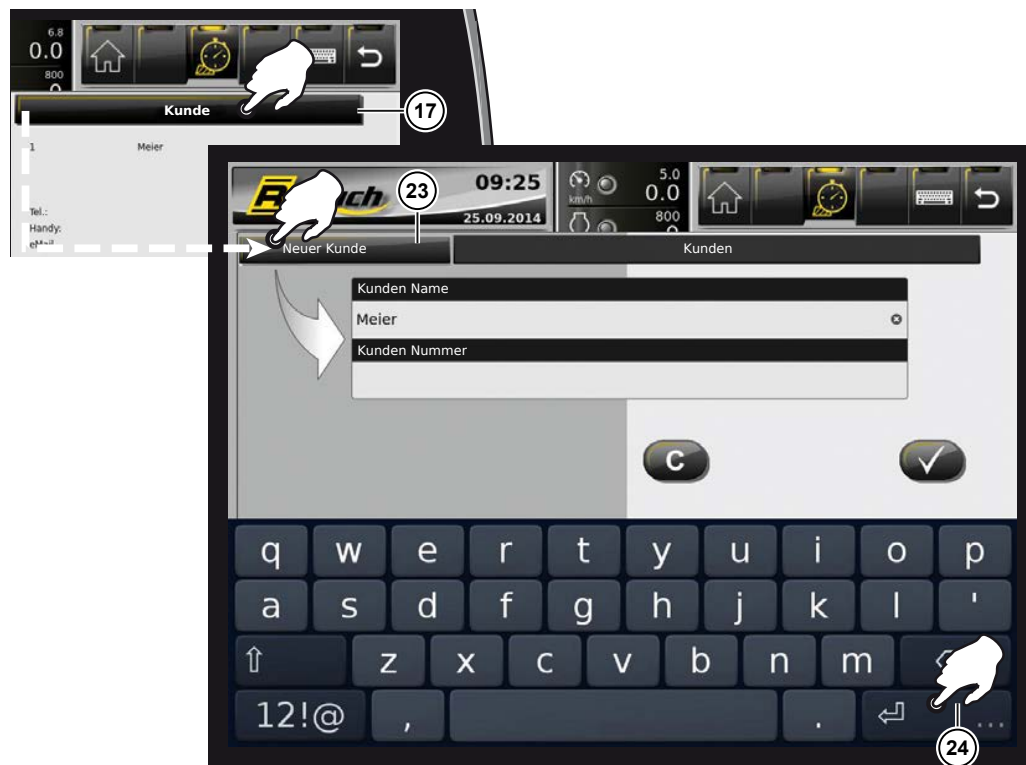 6.8
0.0
800
Kunde
17
1 Meier
Tel.:
Handy:
eMail
09:25
25.09.2014
km/h
5.0
0.0
800
23
Neuer Kunde
Kunden
Kunden Name
Meier
Kunden Nummer
C
q w e r t y u i o p
a s d f g h j k l '
z x c v b n m
12!@ , . ...
24